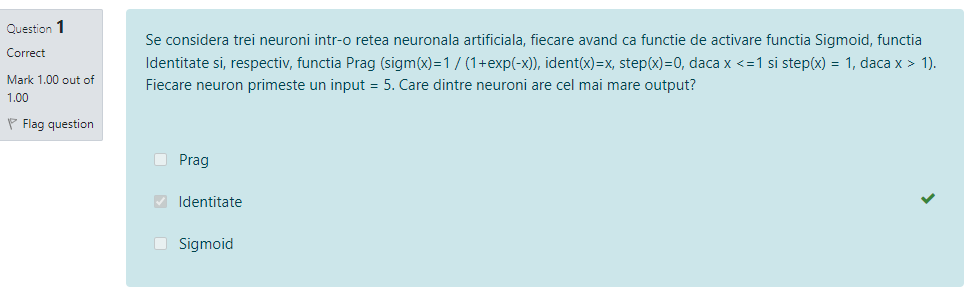 Question 1
Correct
Mark 1.00 out of
1.00
Flag question
Se considera trei neuroni intr-o retea neuronala artificiala, fiecare avand ca functie de activare functia Sigmoid, functia
Identitate si, respectiv, functia Prag (sigm(x)=1 / (1+exp(-x)), ident(x)=x, step(x)=0, daca x <=1 si step(x) = 1, daca x > 1).
Fiecare neuron primeste un input = 5. Care dintre neuroni are cel mai mare output?
Prag
Identitate
Sigmoid